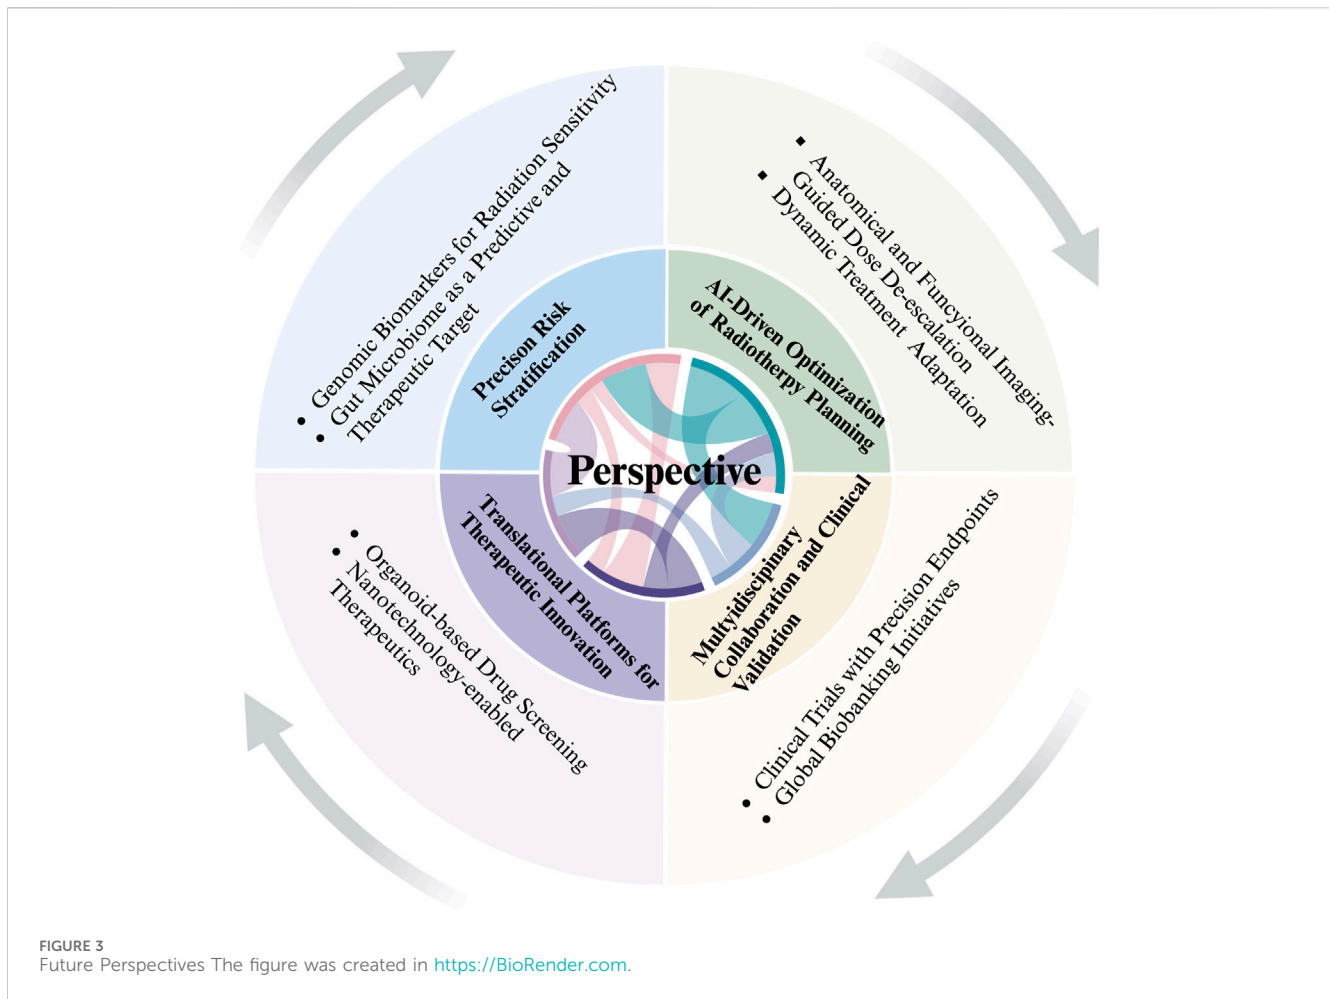 • Genomic Biomarkers for Radiation Sensitivity
• Gut Microbiome as a Predictive and
Therapeutic Target
Precison Risk
Stratification
▪ Anatomical and Funcyional Imaging-
Guided Dose De-escalation
▪ Dynamic Treatment Adaptation
AI-Driven Optimization
of Radiotherpy Planning
Perspective
Translational Platforms for
Therapeutic Innovation
• Organoid-based Drug Screening
• Nanotechnology-enabled
Therapeutics
Multyidiscipinary
Collaboration and Clinical
Validation
• Clinical Trials with Precision Endpoints
• Global Biobanking Initiatives
FIGURE 3
Future Perspectives The figure was created in https://BioRender.com.